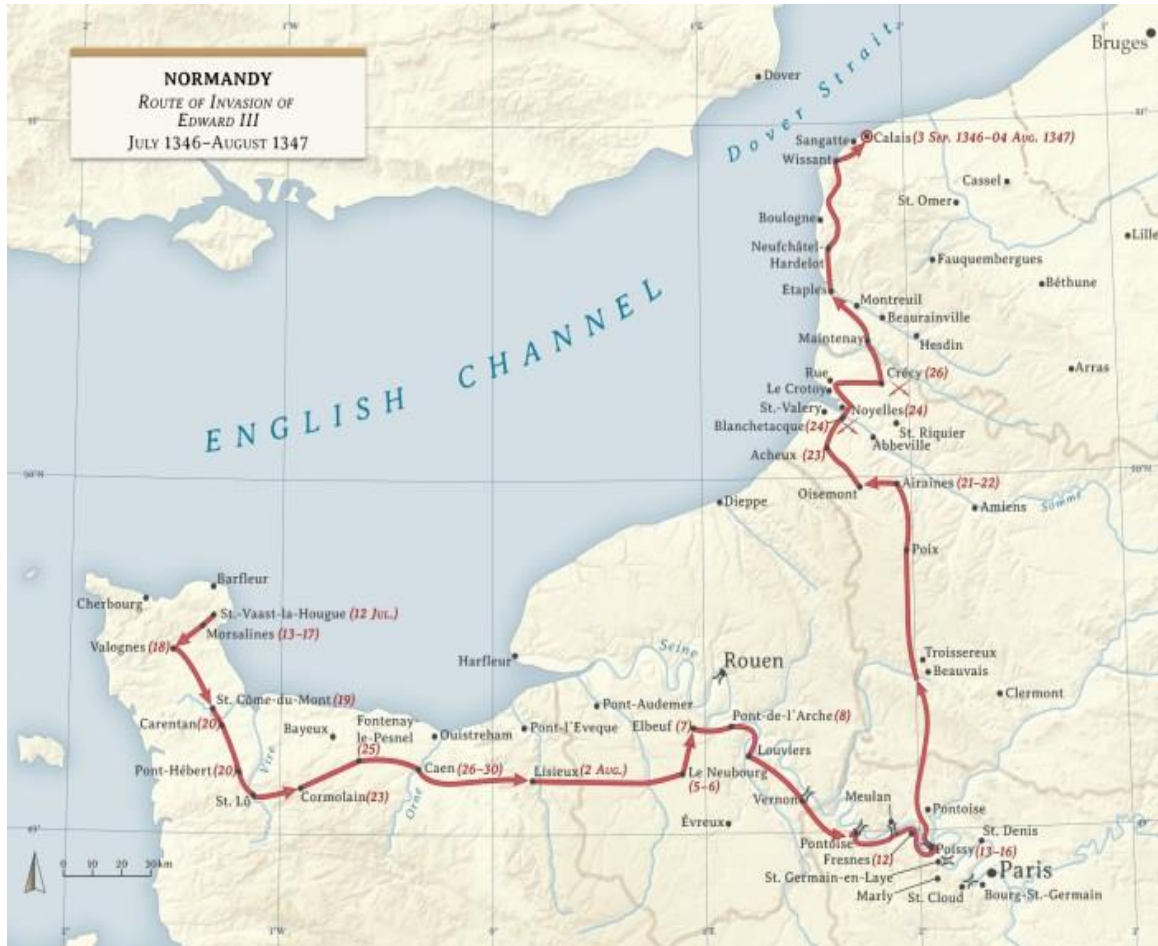 NORMANDY
Route of Invasion of
Edward III
July 1346–August 1347
Dover
Dover Strait
Bruges
Sangatte
Calais (3 Sep. 1346–04 Aug. 1347)
Wissant
Cassel
St. Omer
Boulogne
Lille
Neufchâtel-
Hardelot
Fauquembergues
Béthune
Etaples
Montreuil
Beaurainville
Maintenay
Hesdin
ENGLISH CHANNEL
Rue
Crécy (26)
Arras
Le Crotoy
St.-Valery
Noyelles (24)
Blanchetacque (24)
St. Riquier
Abbeville
Acheux (23)
50°N
Oisemont
Airaines (21–22)
Dieppe
Amiens
Somme
Poix
Barfleur
Cherbourg
St.-Vaast-la-Hougue (12 Jul.)
Morsalines (13–17)
Valognes (18)
Harfleur
Seine
Rouen
Troissereux
Beauvais
Clermont
St. Côme-du-Mont (19)
Carentan (20)
Bayeux
Fontenay
le-Pesnel
(25)
Ouistreham
Pont-Audemer
Pont-l'Eveque
Elbeuf (7)
Pont-de-l'Arche (8)
Louviers
Vire
Pont-Hébert (20)
Caen (26–30)
Lisieux (2 Aug.)
Le Neubourg
(5–6)
St. Lô
Cormolain (23)
Orne
Vernon
Meulan
Évreux
Pontoise
St. Denis
Pontoise
Poissy (13–16)
Fresnes (12)
St. Germain-en-Laye
Paris
Marly
St. Cloud
Bourg-St.-Germain
0 10 20 30km